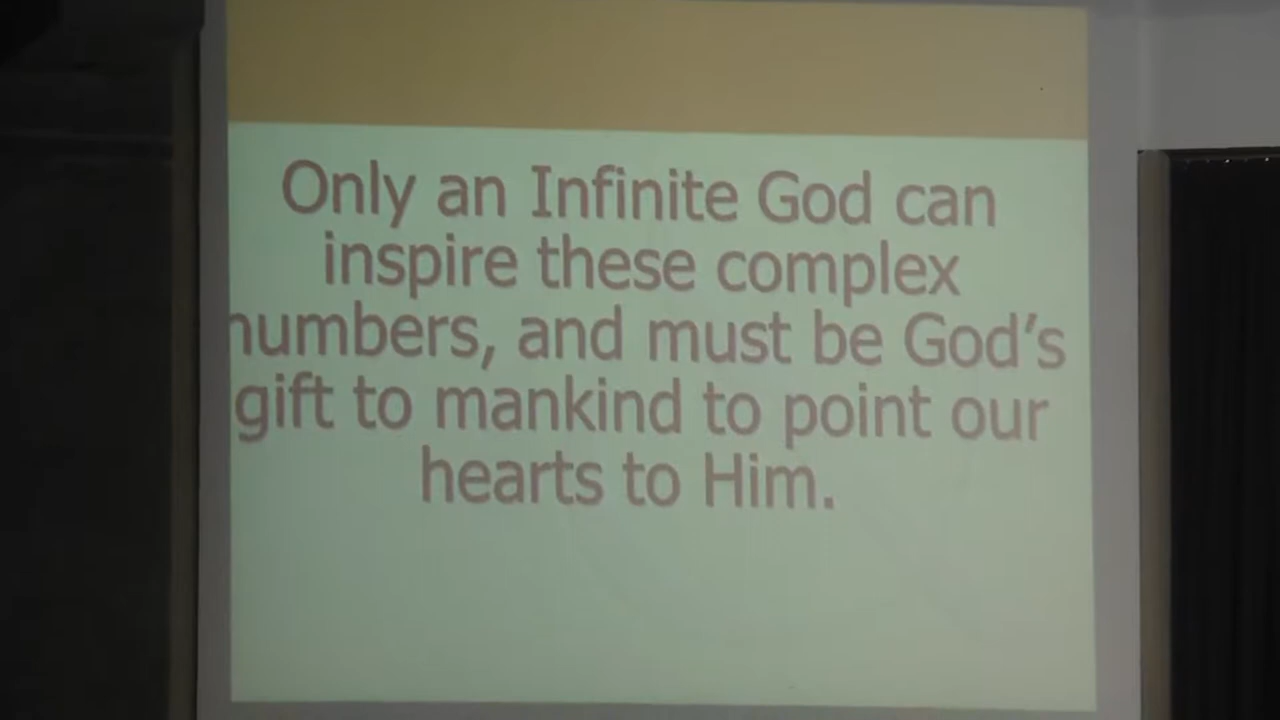 Only an Infinite God can
inspire these complex
numbers, and must be God's
gift to mankind to point our
hearts to Him.